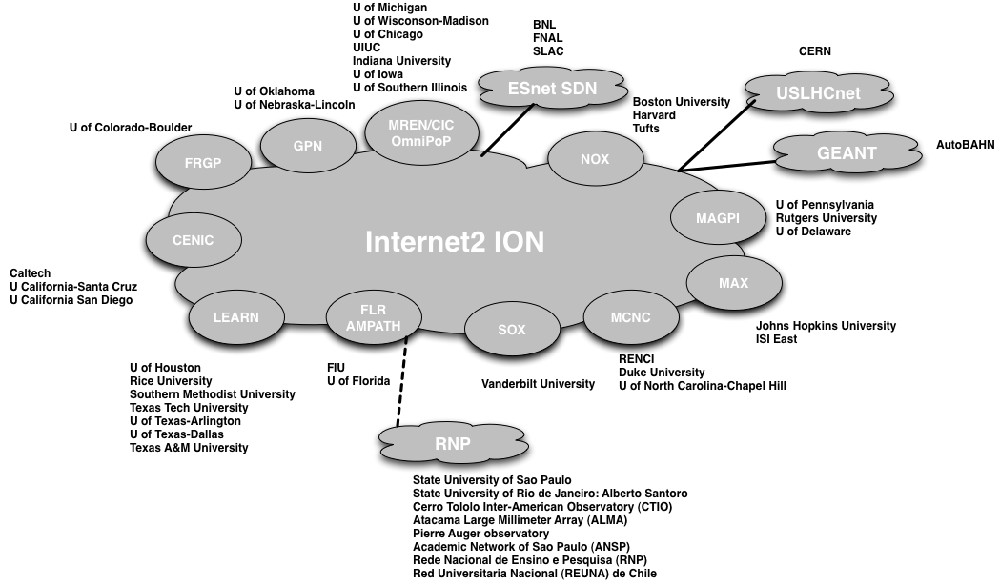 U of Michigan
U of Wisconson-Madison
U of Chicago
UIUC
Indiana University
U of Iowa
U of Southern Illinois
BNL
FNAL
SLAC
CERN
ESnet SDN
USLHCnet
U of Oklahoma
U of Nebraska-Lincoln
Boston University
Harvard
Tufts
U of Colorado-Boulder
MREN/CIC
OmniPoP
GPN
FRGP
NOX
GEANT
AutoBAHN
MAGPI
U of Pennsylvania
Rutgers University
U of Delaware
CENIC
Internet2 ION
Caltech
U California-Santa Cruz
U California San Diego
MAX
LEARN
FLR
AMPATH
SOX
MCNC
Johns Hopkins University
ISI East
U of Houston
Rice University
Southern Methodist University
Texas Tech University
U of Texas-Arlington
U of Texas-Dallas
Texas A&M University
FIU
U of Florida
Vanderbilt University
RENCI
Duke University
U of North Carolina-Chapel Hill
RNP
State University of Sao Paulo
State University of Rio de Janeiro: Alberto Santoro
Cerro Tololo Inter-American Observatory (CTIO)
Atacama Large Millimeter Array (ALMA)
Pierre Auger observatory
Academic Network of Sao Paulo (ANSP)
Rede Nacional de Ensino e Pesquisa (RNP)
Red Universitaria Nacional (REUNA) de Chile